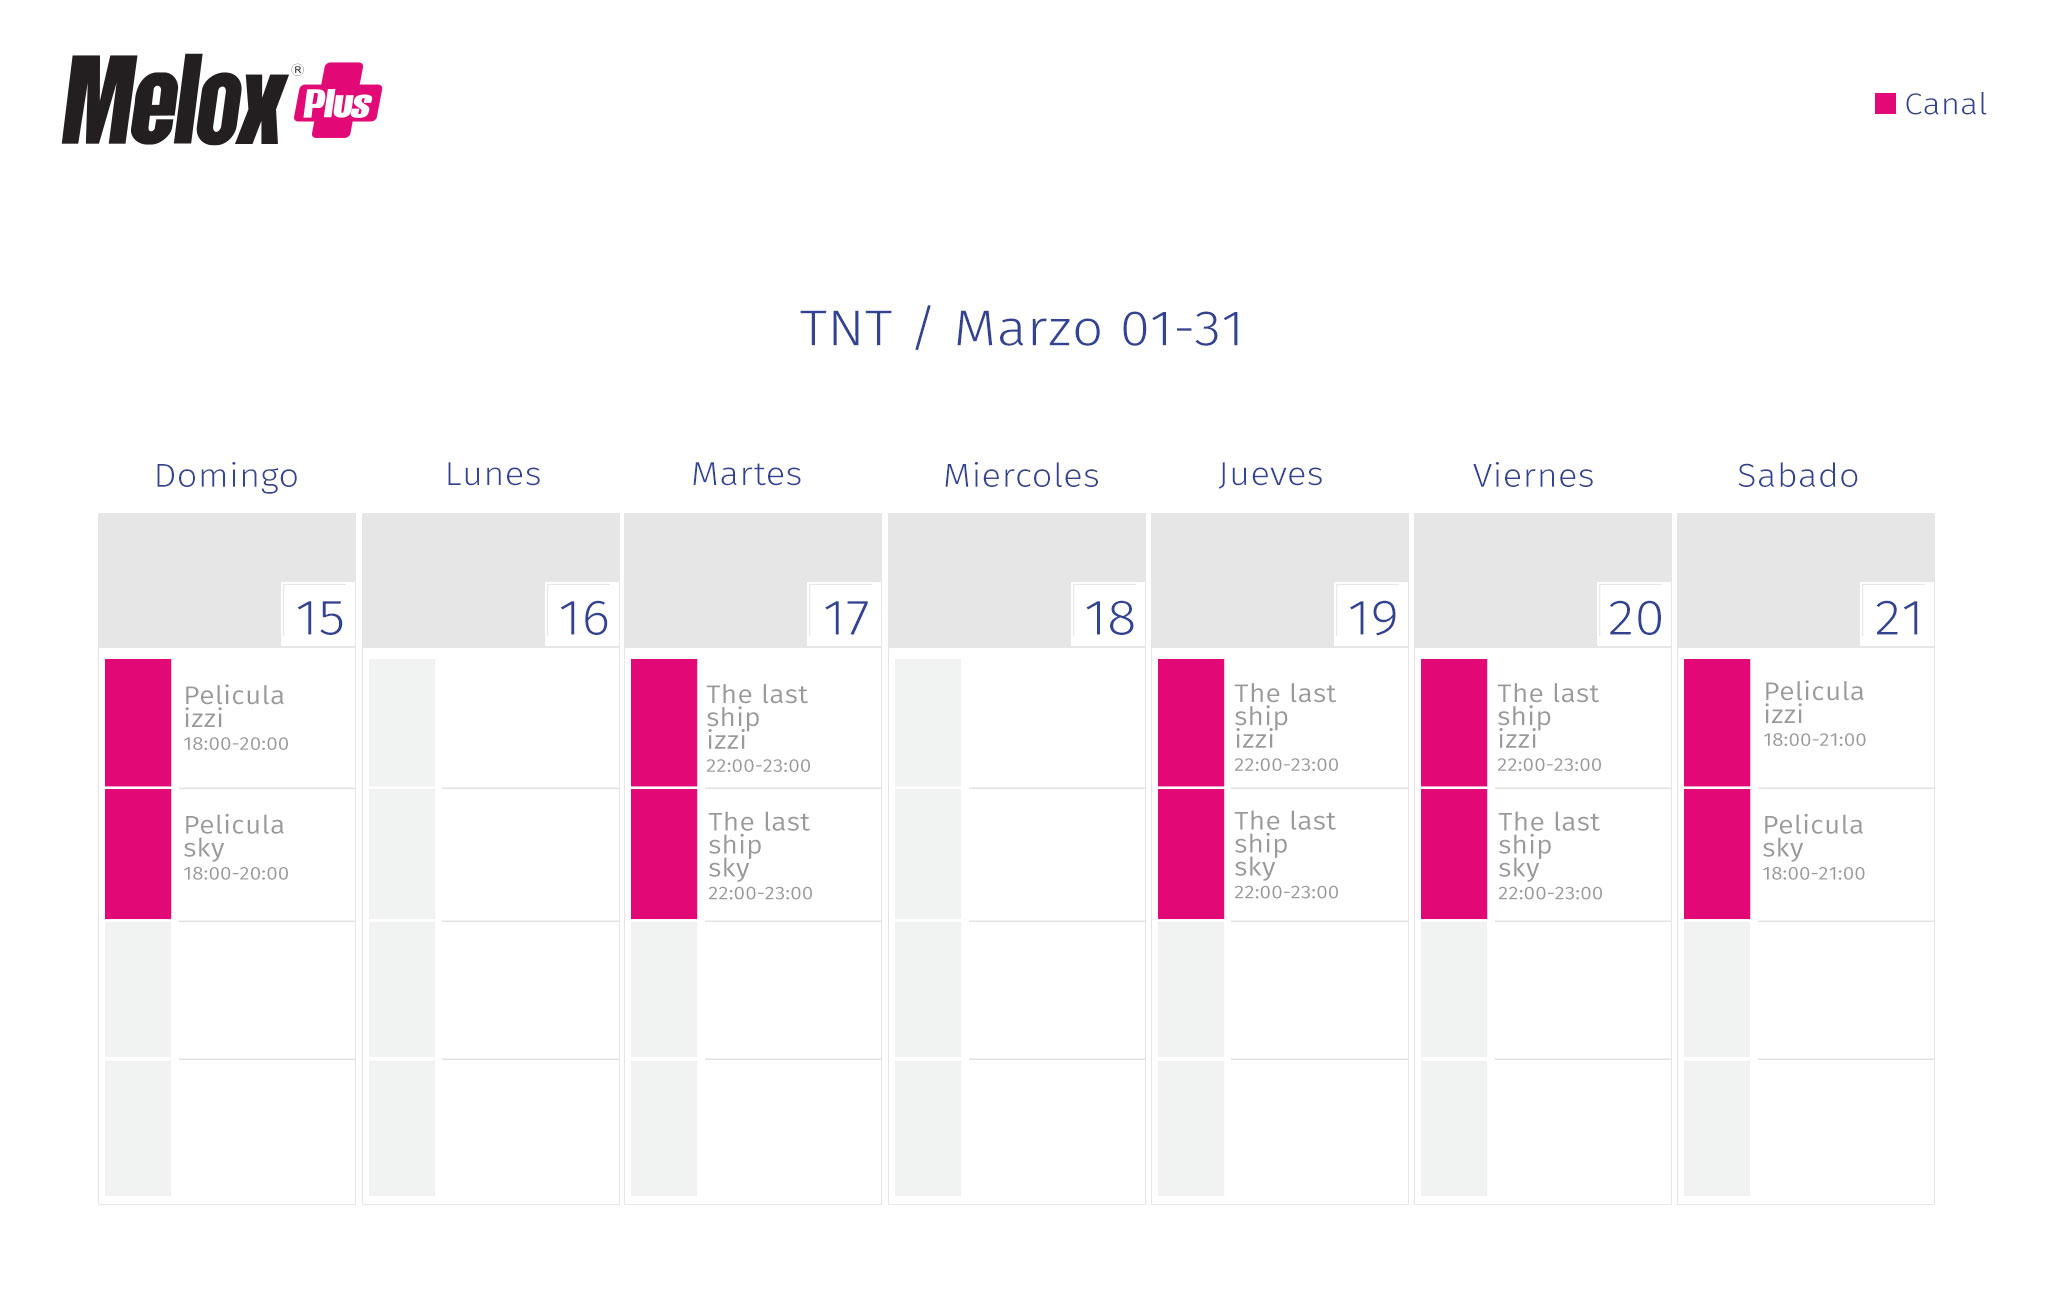 Melox® Plus
Canal
TNT / Marzo 01-31
Domingo Lunes Martes Miercoles Jueves Viernes Sabado
15 16 17 18 19 20 21
Pelicula
izzi
18:00-20:00
Pelicula
sky
18:00-20:00
The last
ship
izzi
22:00-23:00
The last
ship
sky
22:00-23:00
The last
ship
izzi
22:00-23:00
The last
ship
sky
22:00-23:00
The last
ship
izzi
22:00-23:00
The last
ship
sky
22:00-23:00
Pelicula
izzi
18:00-21:00
Pelicula
sky
18:00-21:00